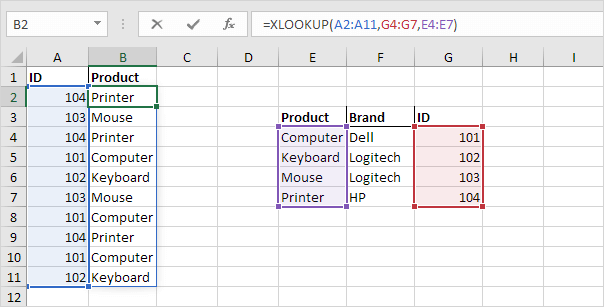 B2 fx =XLOOKUP(A2:A11,G4:G7,E4:E7)
A B C D E F G H I
1 ID Product
2 104 Printer
3 103 Mouse Product Brand ID
4 104 Printer Computer Dell 101
5 101 Computer Keyboard Logitech 102
6 102 Keyboard Mouse Logitech 103
7 103 Mouse Printer HP 104
8 101 Computer
9 104 Printer
10 101 Computer
11 102 Keyboard
12